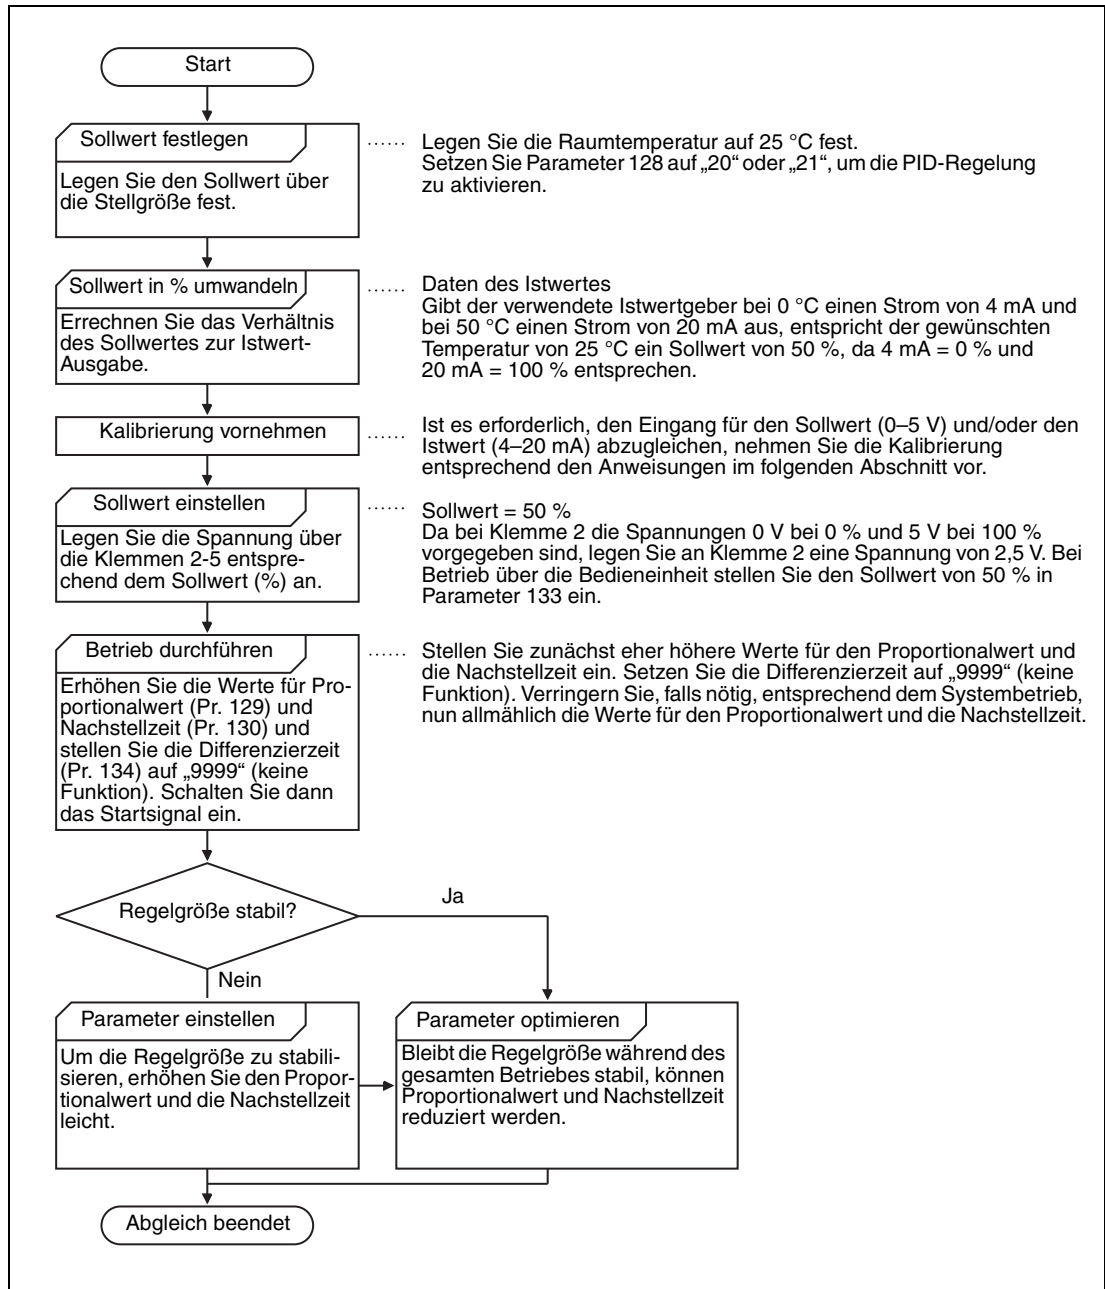 Start
Sollwert festlegen
Legen Sie den Sollwert über
die Stellgröße fest.
...... Legen Sie die Raumtemperatur auf 25 °C fest.
Setzen Sie Parameter 128 auf „20“ oder „21“, um die PID-Regelung
zu aktivieren.
Sollwert in % umwandeln
Errechnen Sie das Verhältnis
des Sollwertes zur Istwert-
Ausgabe.
...... Daten des Istwertes
Gibt der verwendete Istwertgeber bei 0 °C einen Strom von 4 mA und
bei 50 °C einen Strom von 20 mA aus, entspricht der gewünschten
Temperatur von 25 °C ein Sollwert von 50 %, da 4 mA = 0 % und
20 mA = 100 % entsprechen.
Kalibrierung vornehmen
...... Ist es erforderlich, den Eingang für den Sollwert (0–5 V) und/oder den
Istwert (4–20 mA) abzugleichen, nehmen Sie die Kalibrierung
entsprechend den Anweisungen im folgenden Abschnitt vor.
Sollwert einstellen
Legen Sie die Spannung über
die Klemmen 2-5 entspre-
chend dem Sollwert (%) an.
...... Sollwert = 50 %
Da bei Klemme 2 die Spannungen 0 V bei 0 % und 5 V bei 100 %
vorgegeben sind, legen Sie an Klemme 2 eine Spannung von 2,5 V. Bei
Betrieb über die Bedieneinheit stellen Sie den Sollwert von 50 % in
Parameter 133 ein.
Betrieb durchführen
Erhöhen Sie die Werte für Pro-
portionalwert (Pr. 129) und
Nachstellzeit (Pr. 130) und
stellen Sie die Differenzierzeit
(Pr. 134) auf „9999“ (keine
Funktion). Schalten Sie dann
das Startsignal ein.
...... Stellen Sie zunächst eher höhere Werte für den Proportionalwert und
die Nachstellzeit ein. Setzen Sie die Differenzierzeit auf „9999“ (keine
Funktion). Verringern Sie, falls nötig, entsprechend dem Systembetrieb,
nun allmählich die Werte für den Proportionalwert und die Nachstellzeit.
Regelgröße stabil?
Ja
Nein
Parameter einstellen
Um die Regelgröße zu stabili-
sieren, erhöhen Sie den Propor-
tionalwert und die Nachstellzeit
leicht.
Parameter optimieren
Bleibt die Regelgröße während des
gesamten Betriebes stabil, können
Proportionalwert und Nachstellzeit
reduziert werden.
Abgleich beendet